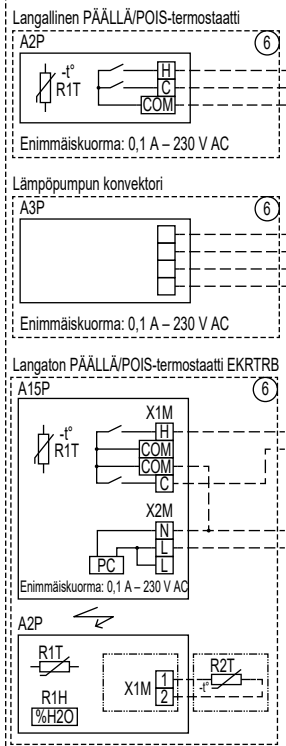 Langallinen PÄÄLLÄ/POIS-termostaatti
A2P
6
-t°
R1T
H
C
COM
Enimmäiskuorma: 0,1 A – 230 V AC
Lämpöpumpun konvektori
A3P
6
Enimmäiskuorma: 0,1 A – 230 V AC
Langaton PÄÄLLÄ/POIS-termostaatti EKRTRB
A15P
6
X1M
-t°
R1T
H
COM
COM
C
X2M
N
L
PC
L
Enimmäiskuorma: 0,1 A – 230 V AC
A2P
R1T
R1H
%H2O
X1M
1
2
R2T
-t°